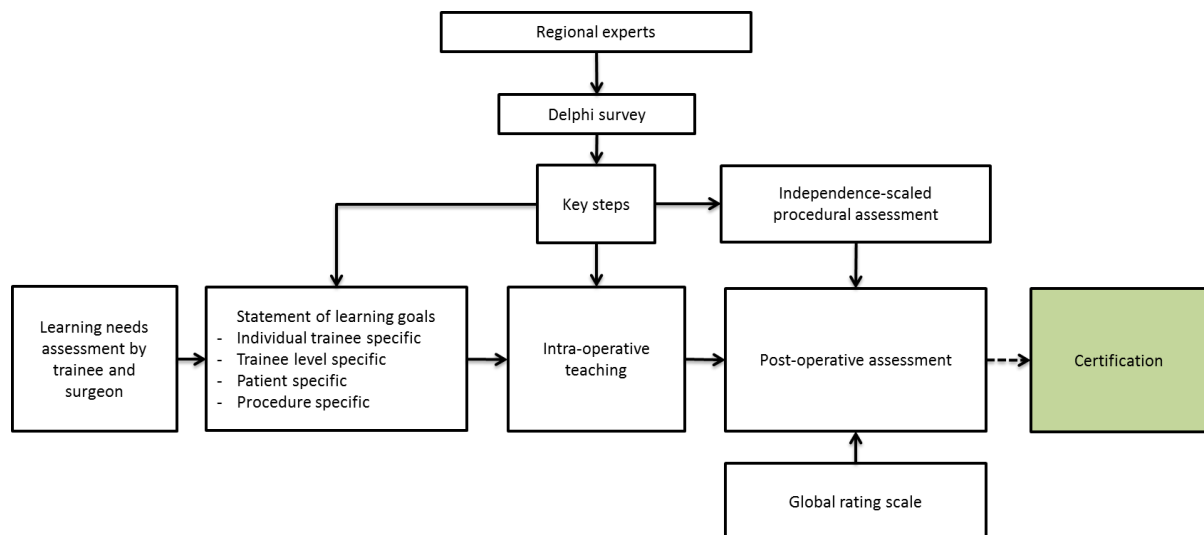 Regional experts
Delphi survey
Key steps
Independence-scaled
procedural assessment
Learning needs
assessment by
trainee and
surgeon
Statement of learning goals
- Individual trainee specific
- Trainee level specific
- Patient specific
- Procedure specific
Intra-operative
teaching
Post-operative assessment
Certification
Global rating scale